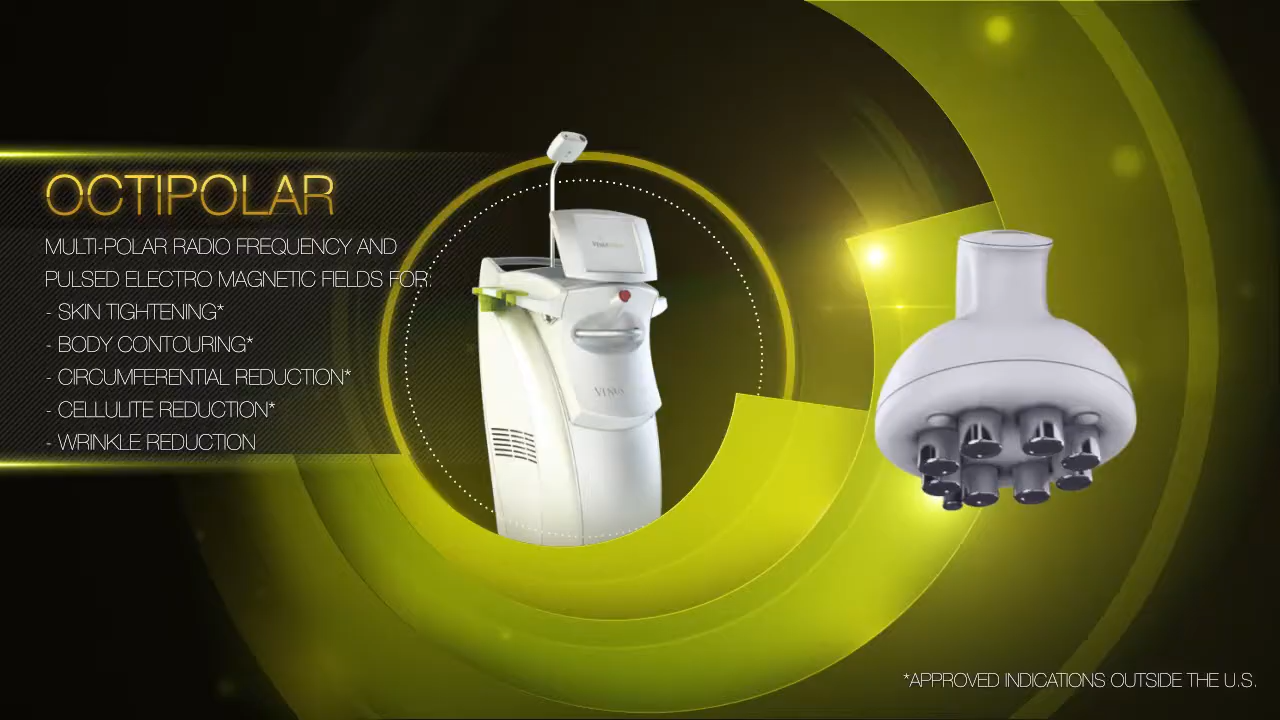 OCTIPOLAR
MULTI-POLAR RADIO FREQUENCY AND
PULSED ELECTRO MAGNETIC FIELDS FOR:
- SKIN TIGHTENING*
- BODY CONTOURING*
- CIRCUMFERENTIAL REDUCTION*
- CELLULITE REDUCTION*
- WRINKLE REDUCTION
VENUS
*APPROVED INDICATIONS OUTSIDE THE U.S.